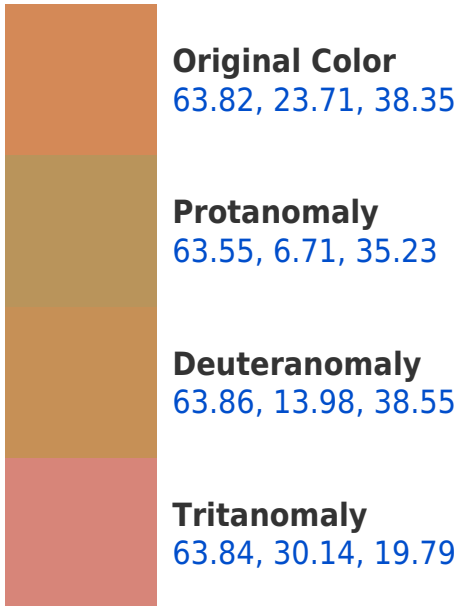 Original Color
63.82, 23.71, 38.35
Protanomaly
63.55, 6.71, 35.23
Deuteranomaly
63.86, 13.98, 38.55
Tritanomaly
63.84, 30.14, 19.79